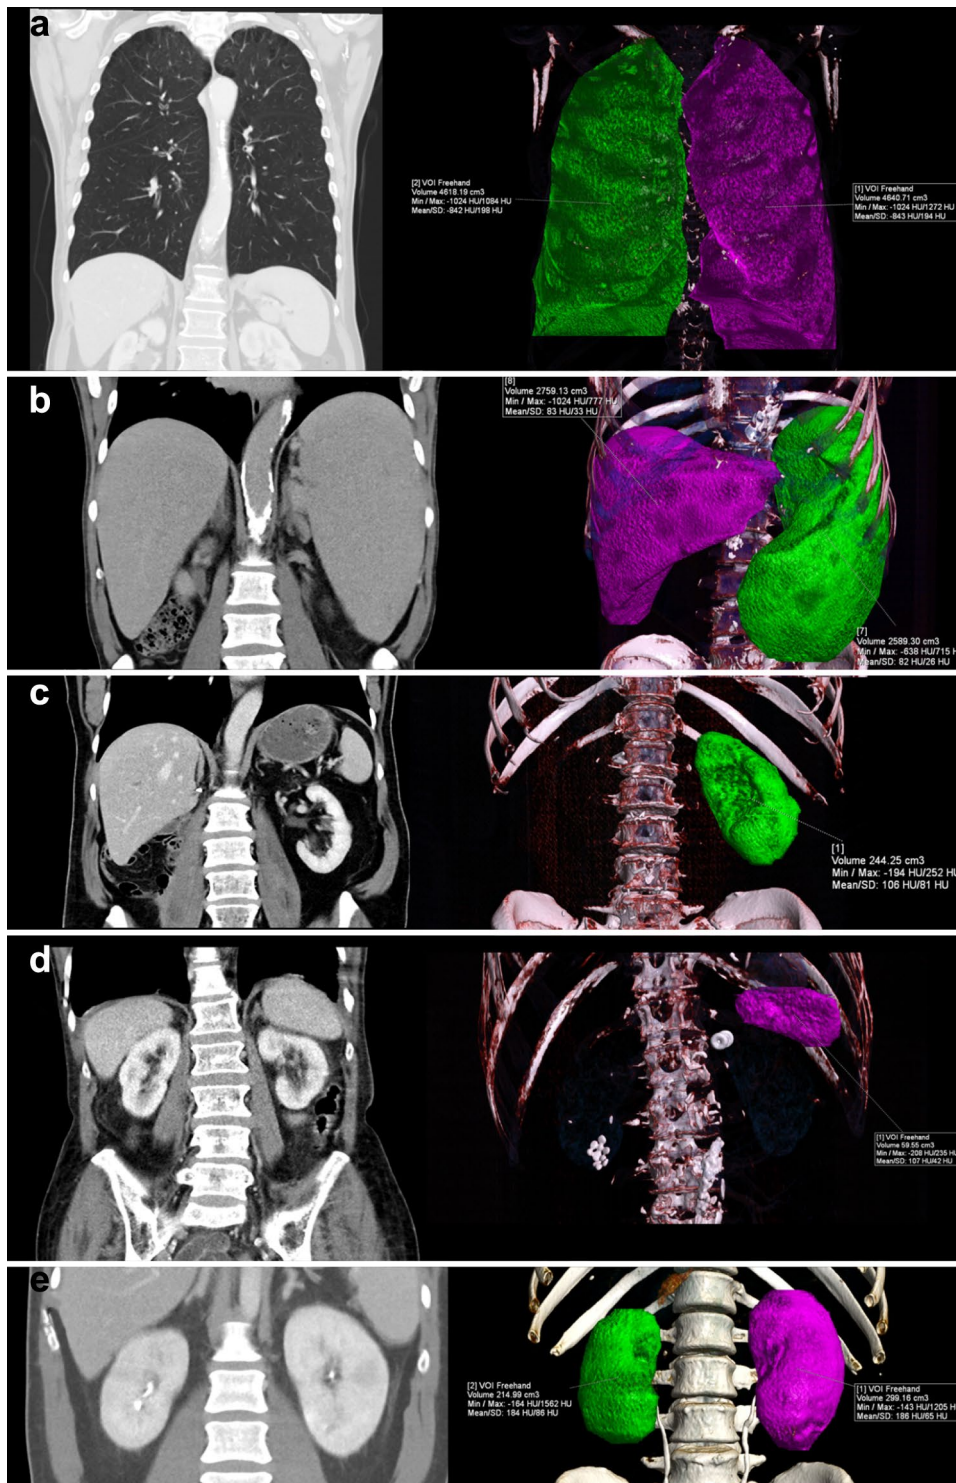 a
[2] VOI Freehand
Volume 4618.19 cm3
Min / Max: -1024 HU/1084 HU
Mean/SD: -842 HU/198 HU
[1] VOI Freehand
Volume 4640.71 cm3
Min / Max: -1024 HU/1272 HU
Mean/SD: -843 HU/194 HU
b
[8]
Volume 2759.13 cm3
Min / Max: -1024 HU/777 HU
Mean/SD: 83 HU/33 HU
[7]
Volume 2589.30 cm3
Min / Max: -638 HU/715 H
Mean/SD: 82 HU/26 HU
c
[1]
Volume 244.25 cm3
Min / Max: -194 HU/252 HU
Mean/SD: 106 HU/81 HU
d
[1] VOI Freehand
Volume 59.55 cm3
Min / Max: -208 HU/235 HU
Mean/SD: 107 HU/42 HU
e
[2] VOI Freehand
Volume 214.99 cm3
Min / Max: -164 HU/1562 HU
Mean/SD: 184 HU/86 HU
[1] VOI Freehand
Volume 299.16 cm3
Min / Max: -143 HU/1205 HU
Mean/SD: 186 HU/65 HU